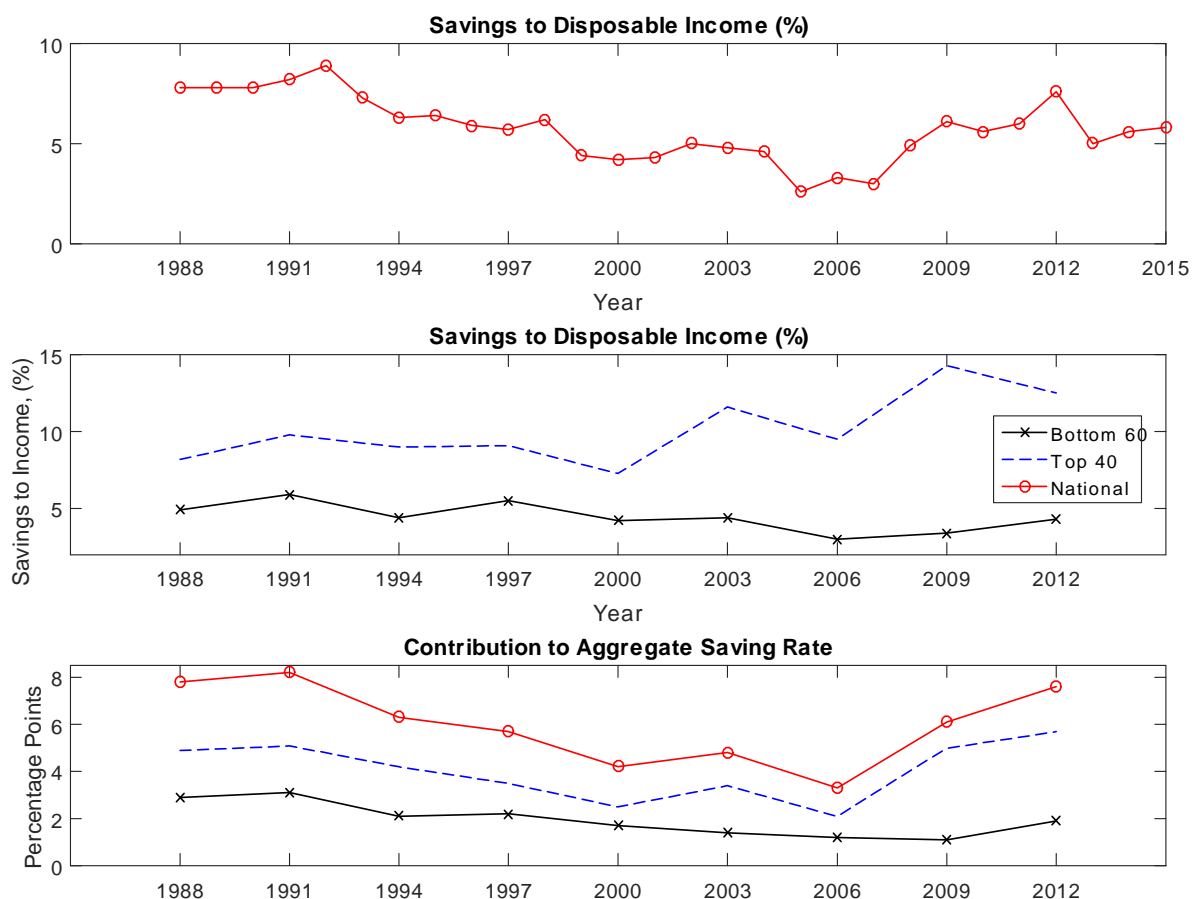 Savings to Disposable Income (%)
10
5
0
1988 1991 1994 1997 2000 2003 2006 2009 2012 2015
Year
Savings to Disposable Income (%)
Savings to Income, (%)
15
10
5
Bottom 60
Top 40
National
1988 1991 1994 1997 2000 2003 2006 2009 2012
Year
Contribution to Aggregate Saving Rate
Percentage Points
8
6
4
2
0
1988 1991 1994 1997 2000 2003 2006 2009 2012